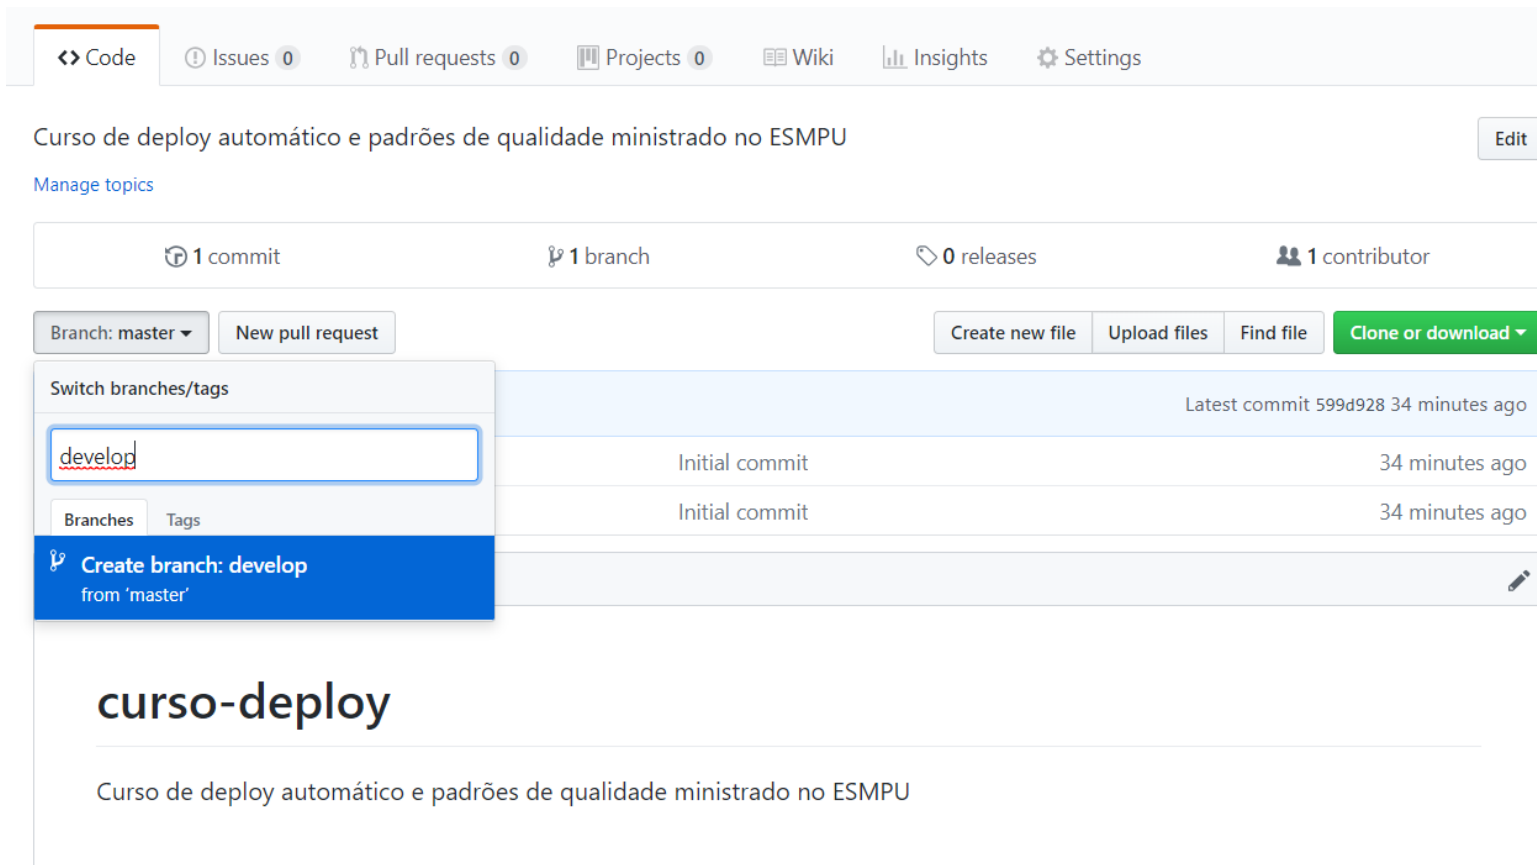 Code Issues 0 Pull requests 0 Projects 0 Wiki Insights Settings
Curso de deploy automático e padrões de qualidade ministrado no ESMPU Edit
Manage topics
1 commit 1 branch 0 releases 1 contributor
Branch: master New pull request Create new file Upload files Find file Clone or download
Switch branches/tags
Latest commit 599d928 34 minutes ago
develop
Initial commit 34 minutes ago
Initial commit 34 minutes ago
Branches Tags
Create branch: develop
from ‘master’
curso-deploy
Curso de deploy automático e padrões de qualidade ministrado no ESMPU